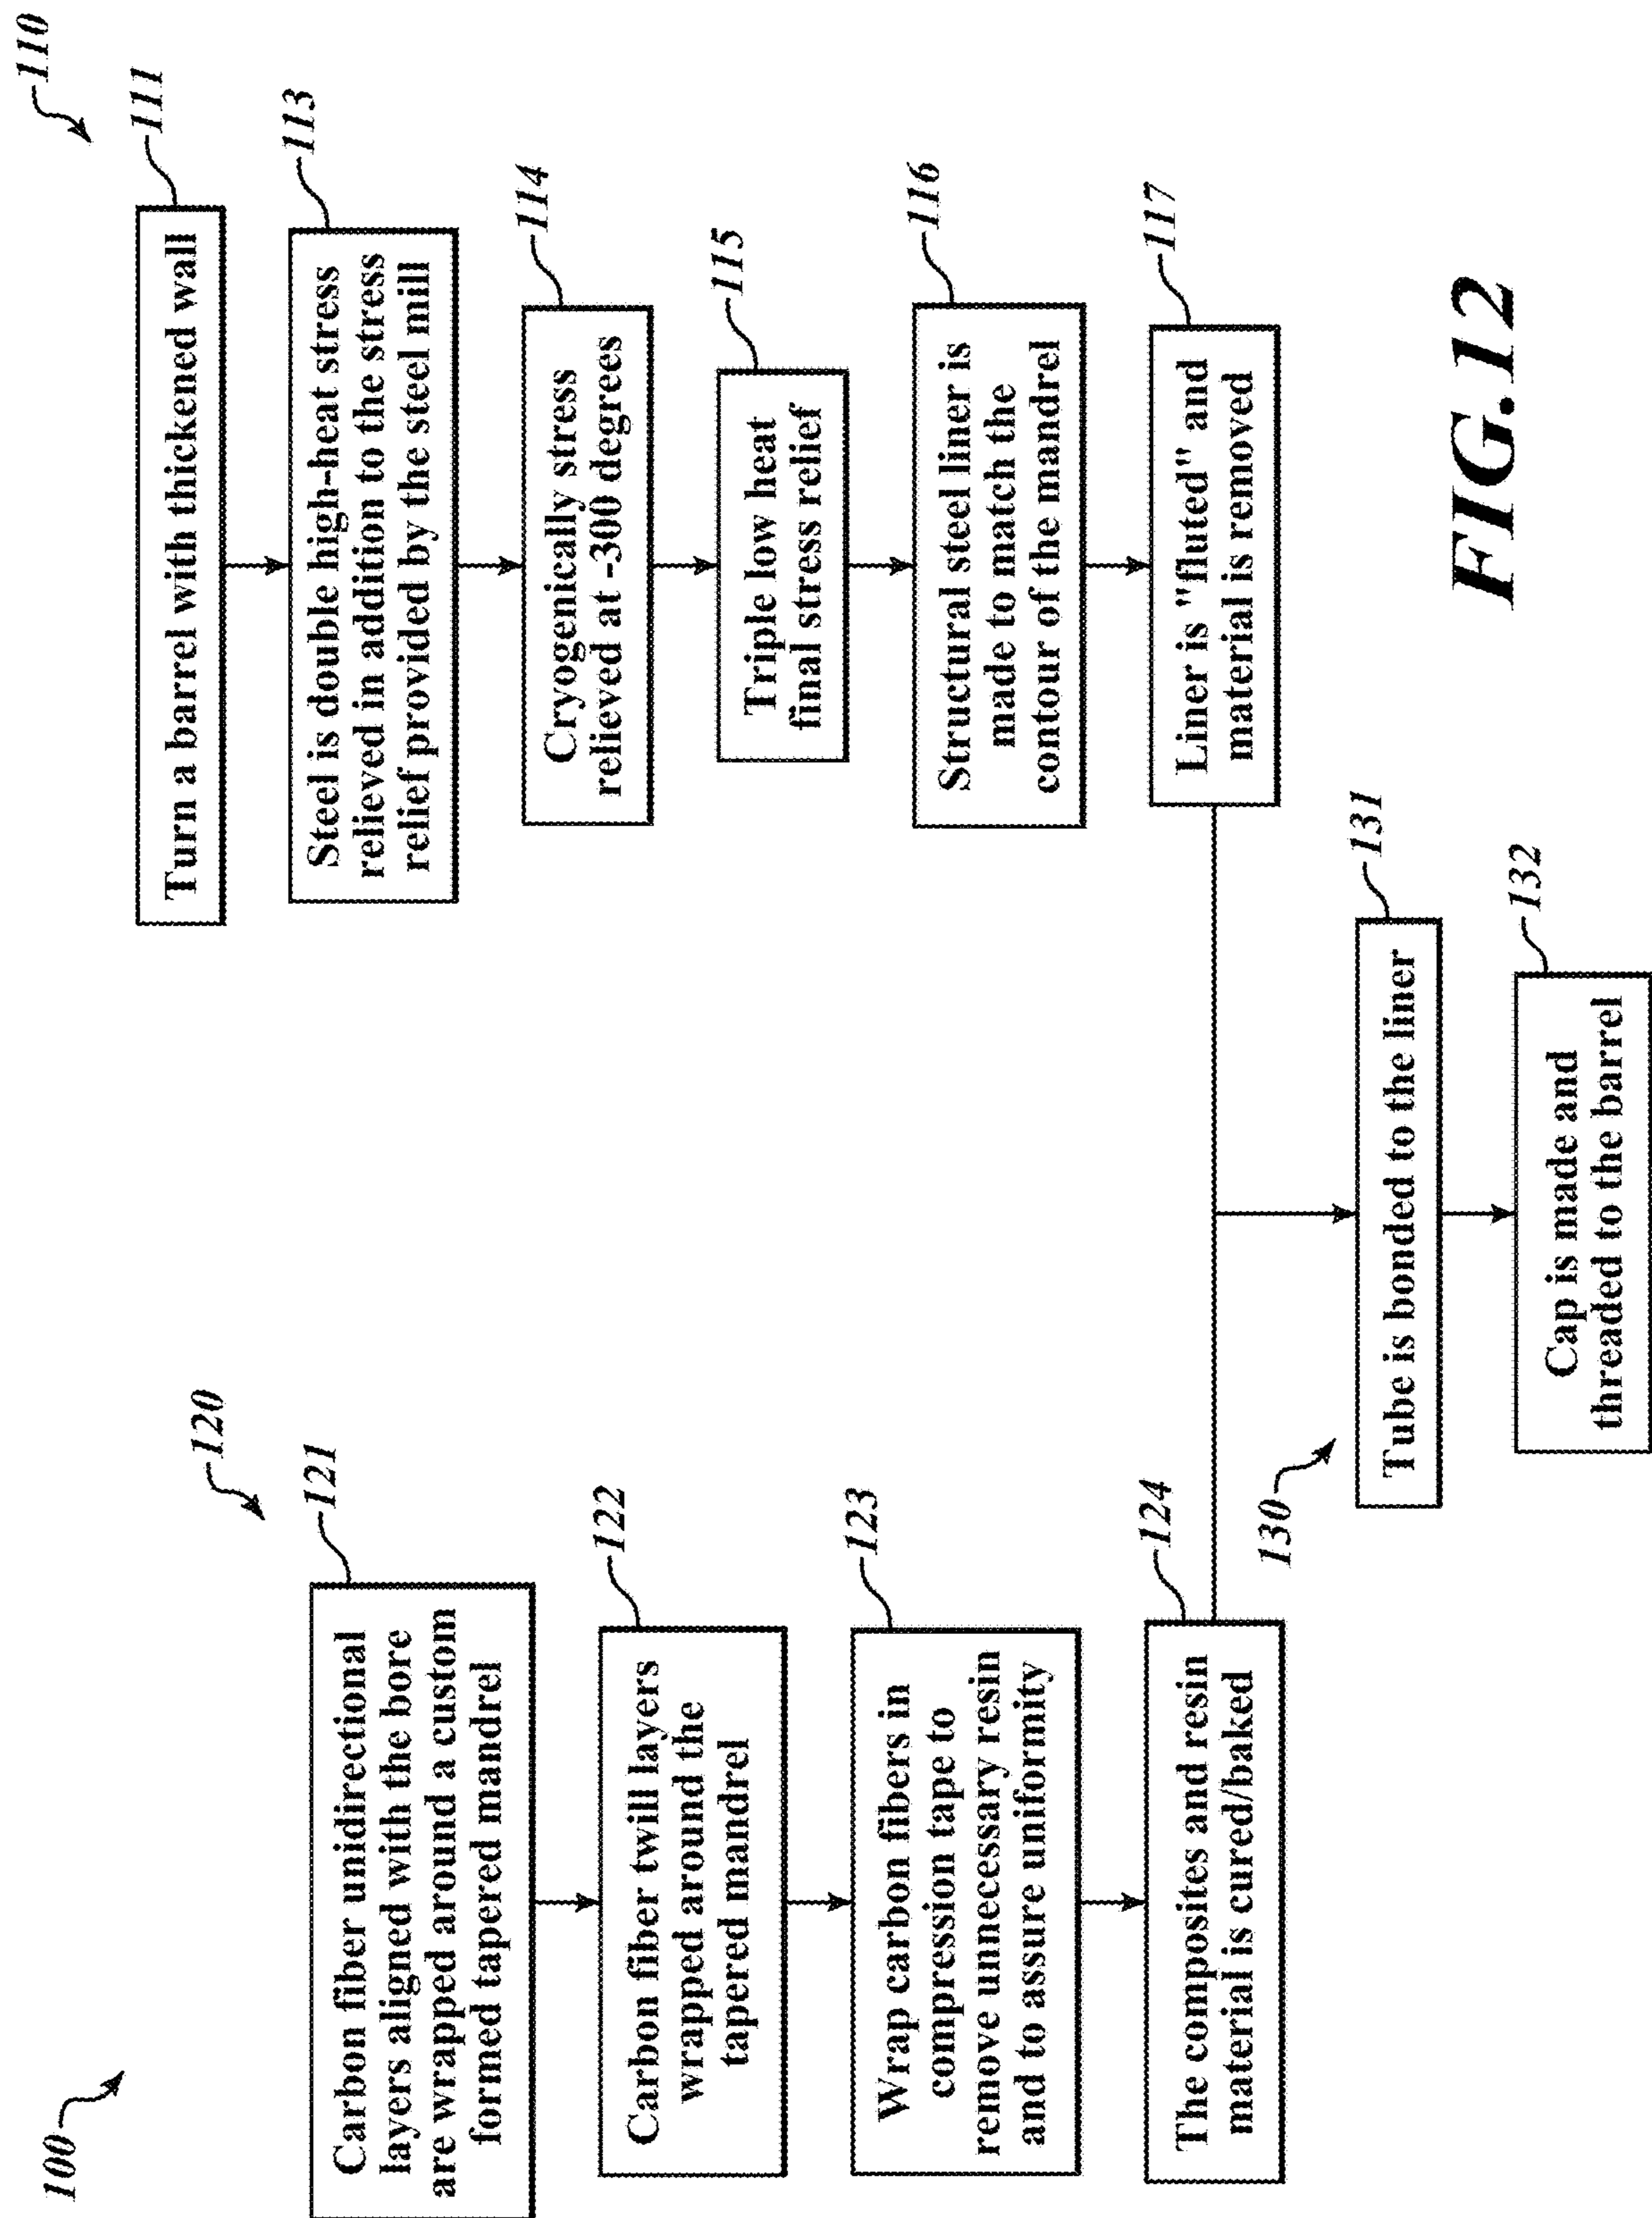 100
120
121
Carbon fiber unidirectional
layers aligned with the bore
are wrapped around a custom
formed tapered mandrel
122
Carbon fiber twill layers
wrapped around the
tapered mandrel
123
Wrap carbon fibers in
compression tape to
remove unnecessary resin
and to assure uniformity
124
The composites and resin
material is cured/baked
110
111
Turn a barrel with thickened wall
113
Steel is double high-heat stress
relieved in addition to the stress
relief provided by the steel mill
114
Cryogenically stress
relieved at -300 degrees
115
Triple low heat
final stress relief
116
Structural steel liner is
made to match the
contour of the mandrel
117
Liner is "fluted" and
material is removed
130
131
Tube is bonded to the liner
132
Cap is made and
threaded to the barrel
FIG.12